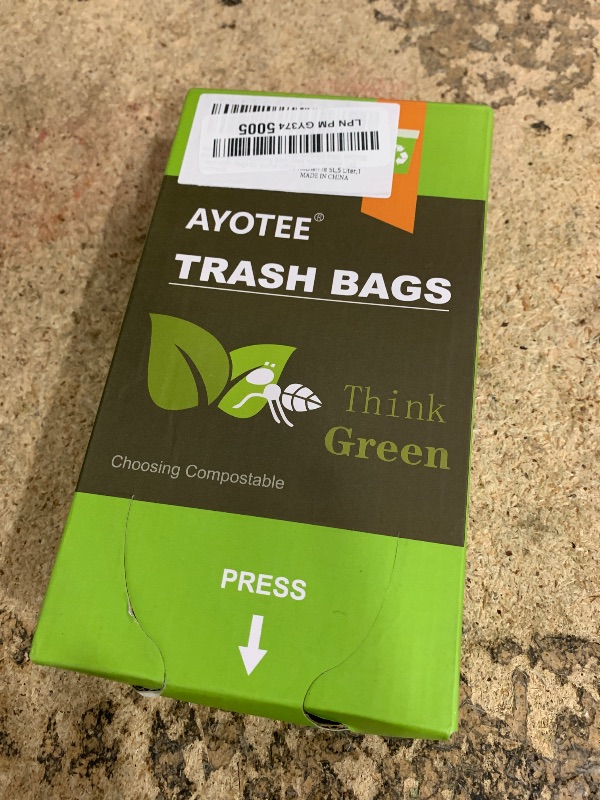 LPN PM GY374 5005
MADE IN CHINA
AYOTEE®
TRASH BAGS
Think
Green
Choosing Compostable
PRESS